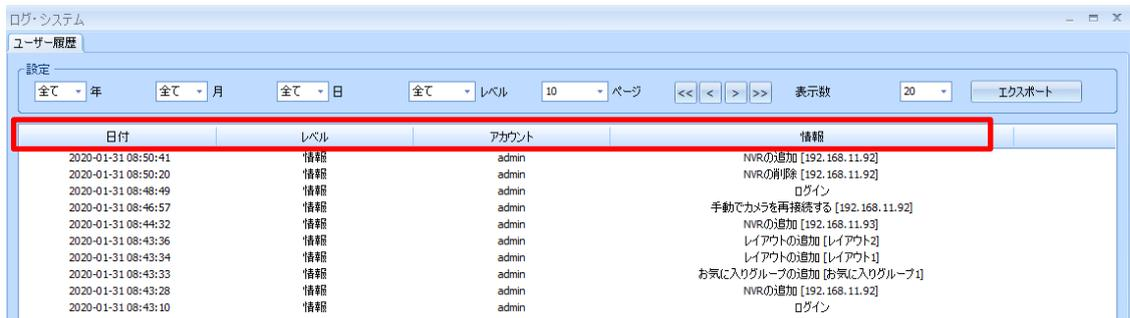 ログ・システム
ユーザー履歴
設定
全て 年 全て 月 全て 日 全て レベル 10 ページ << < > >> 表示数 20 エクスポート
日付 レベル アカウント 情報
2020-01-31 08:50:41 情報 admin NVRの追加 [192.168.11.92]
2020-01-31 08:50:20 情報 admin NVRの削除 [192.168.11.92]
2020-01-31 08:48:49 情報 admin ログイン
2020-01-31 08:46:57 情報 admin 手動でカメラを再接続する [192.168.11.92]
2020-01-31 08:44:32 情報 admin NVRの追加 [192.168.11.93]
2020-01-31 08:43:36 情報 admin レイアウトの追加 [レイアウト2]
2020-01-31 08:43:34 情報 admin レイアウトの追加 [レイアウト1]
2020-01-31 08:43:33 情報 admin お気に入りグループの追加 [お気に入りグループ1]
2020-01-31 08:43:28 情報 admin NVRの追加 [192.168.11.92]
2020-01-31 08:43:10 情報 admin ログイン